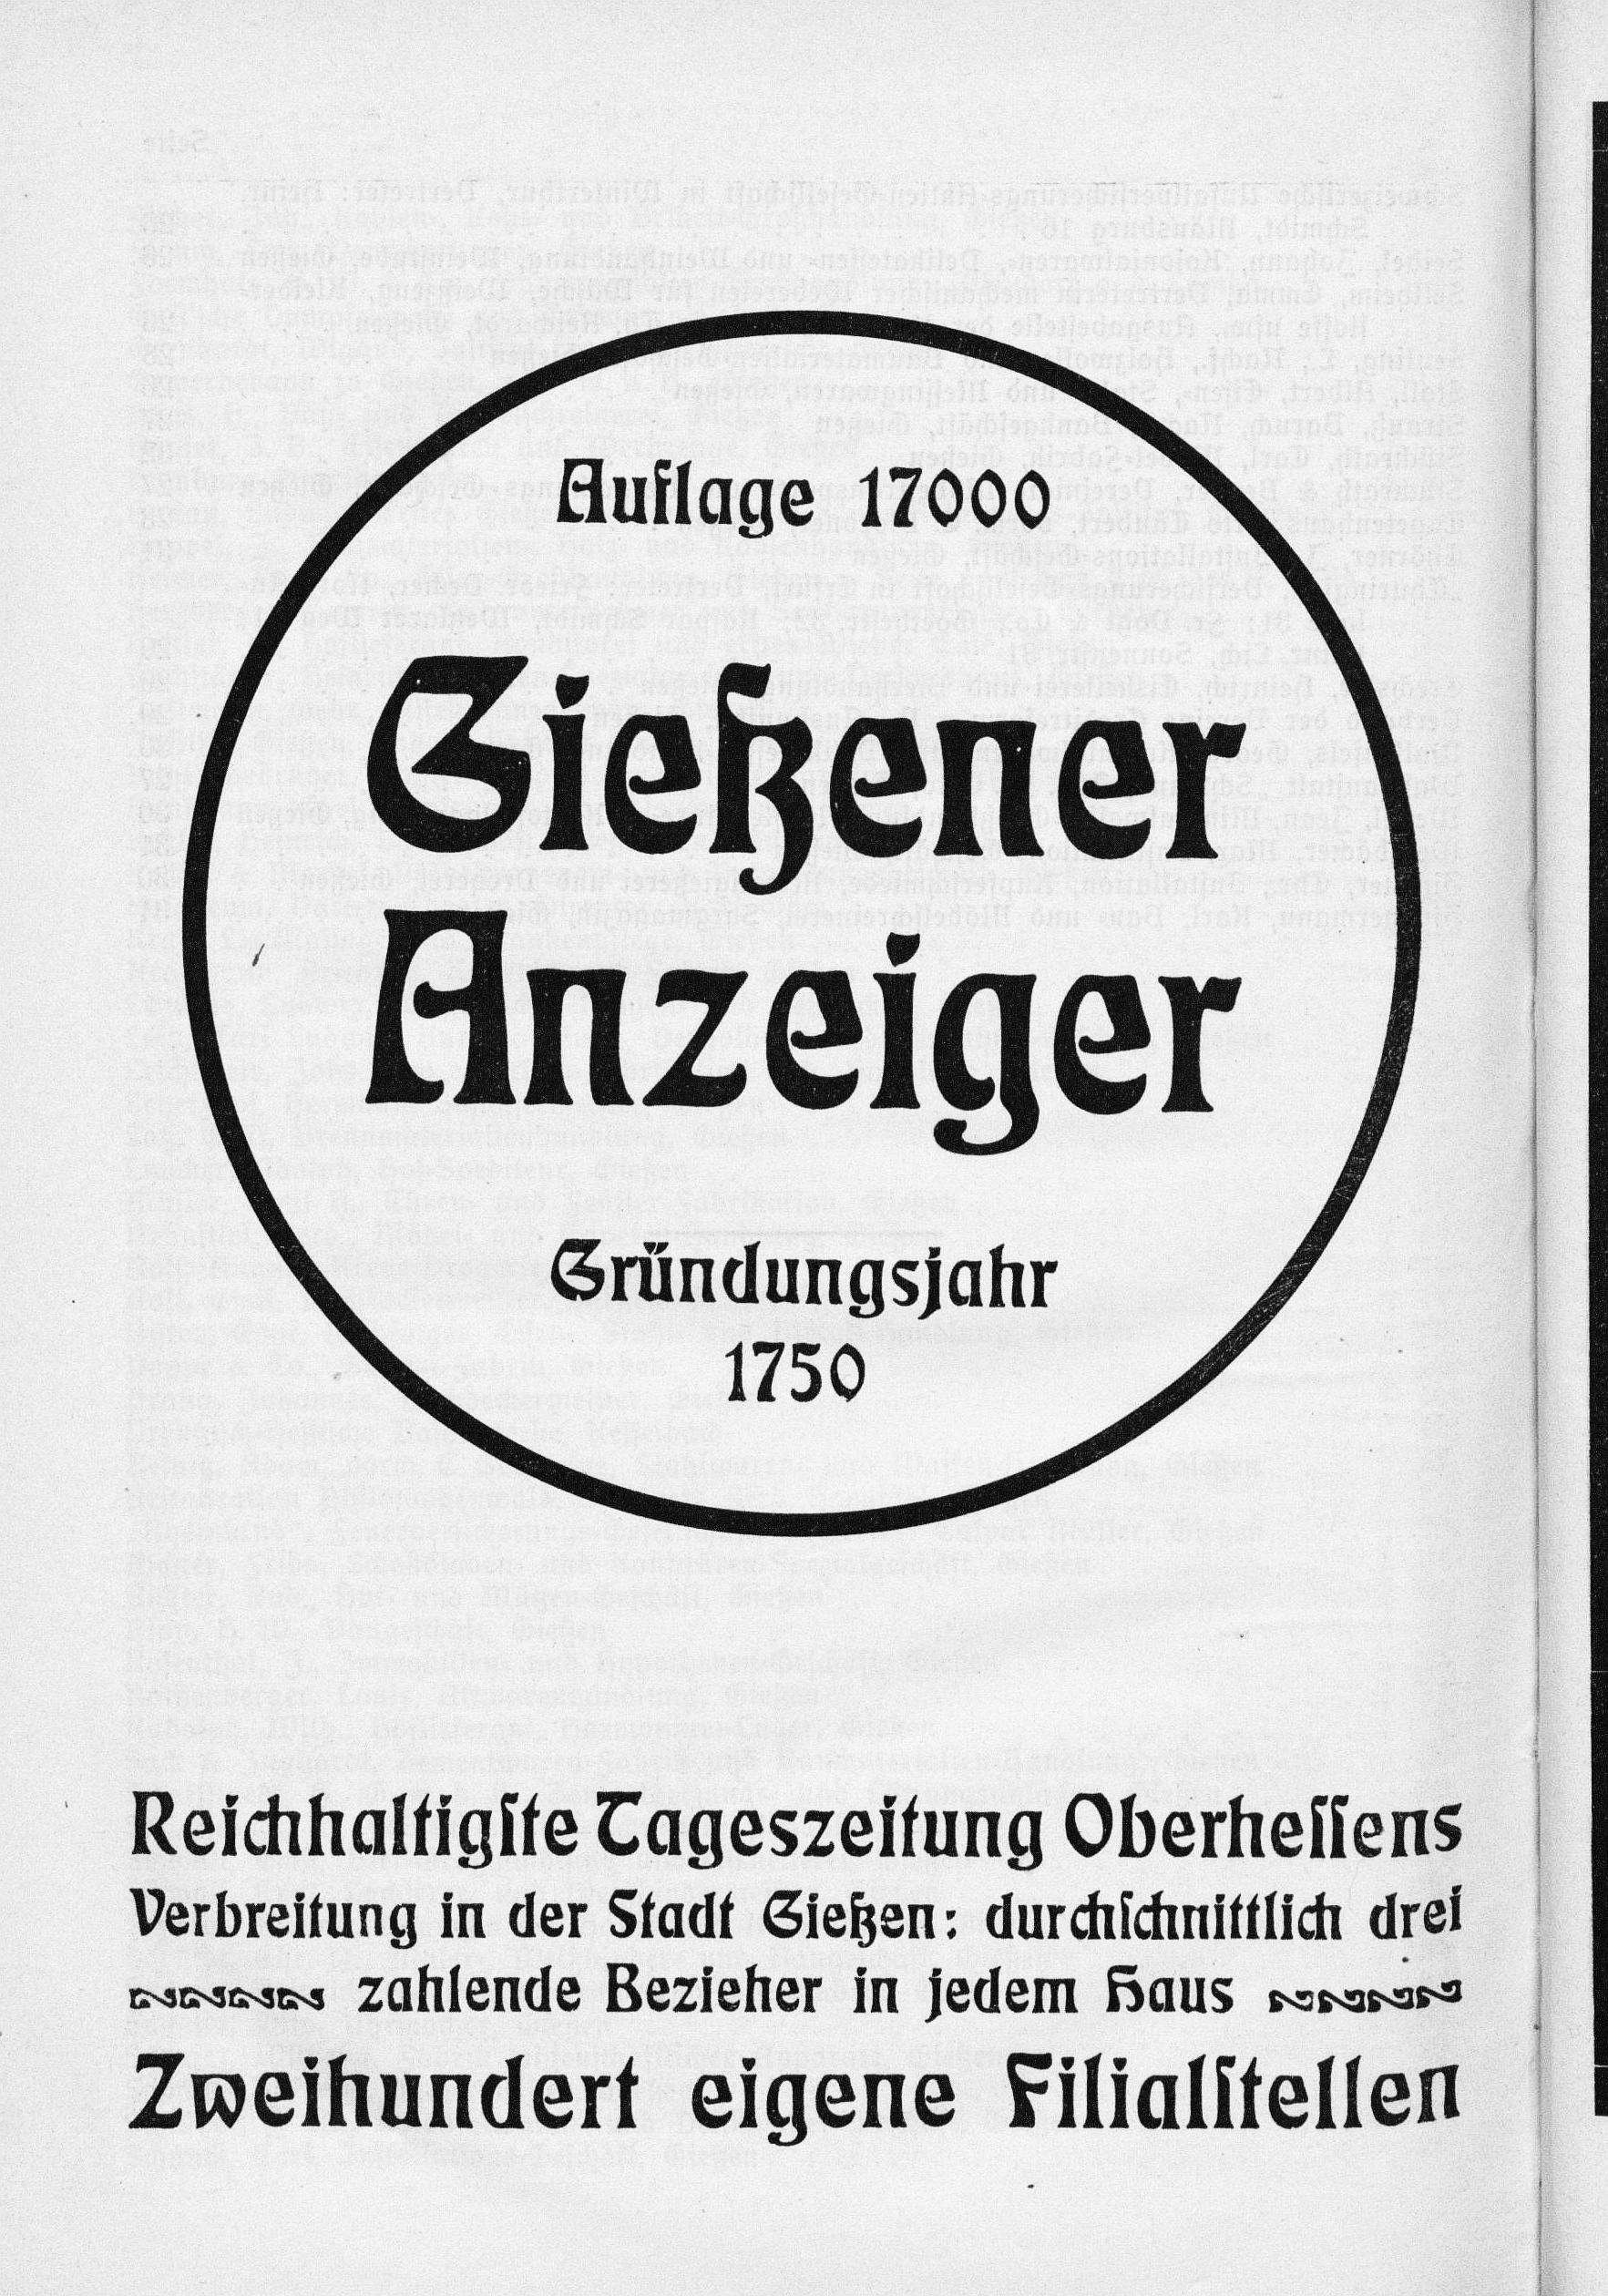 Auflage 17000
Gießener
Anzeiger
Gründungsjahr
1750
Reichhaltigſte Tageszeitung Oberheſſens
Verbreitung in der Stadt Gießen: durchſchnittlich drei
zahlende Bezieher in jedem Haus
Zweihundert eigene Filialſtellen